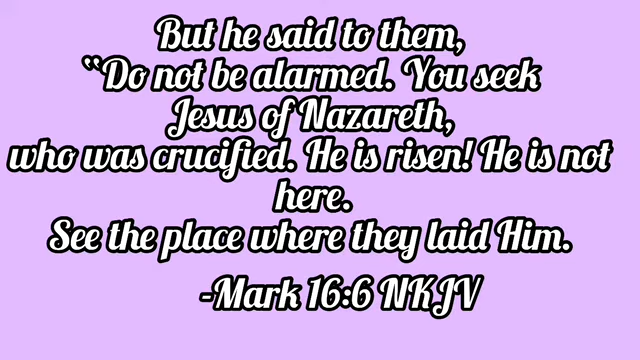 But he said to them,
“Do not be alarmed. You seek
Jesus of Nazareth,
who was crucified. He is risen! He is not
here.
See the place where they laid Him.
-Mark 16:6 NKJV